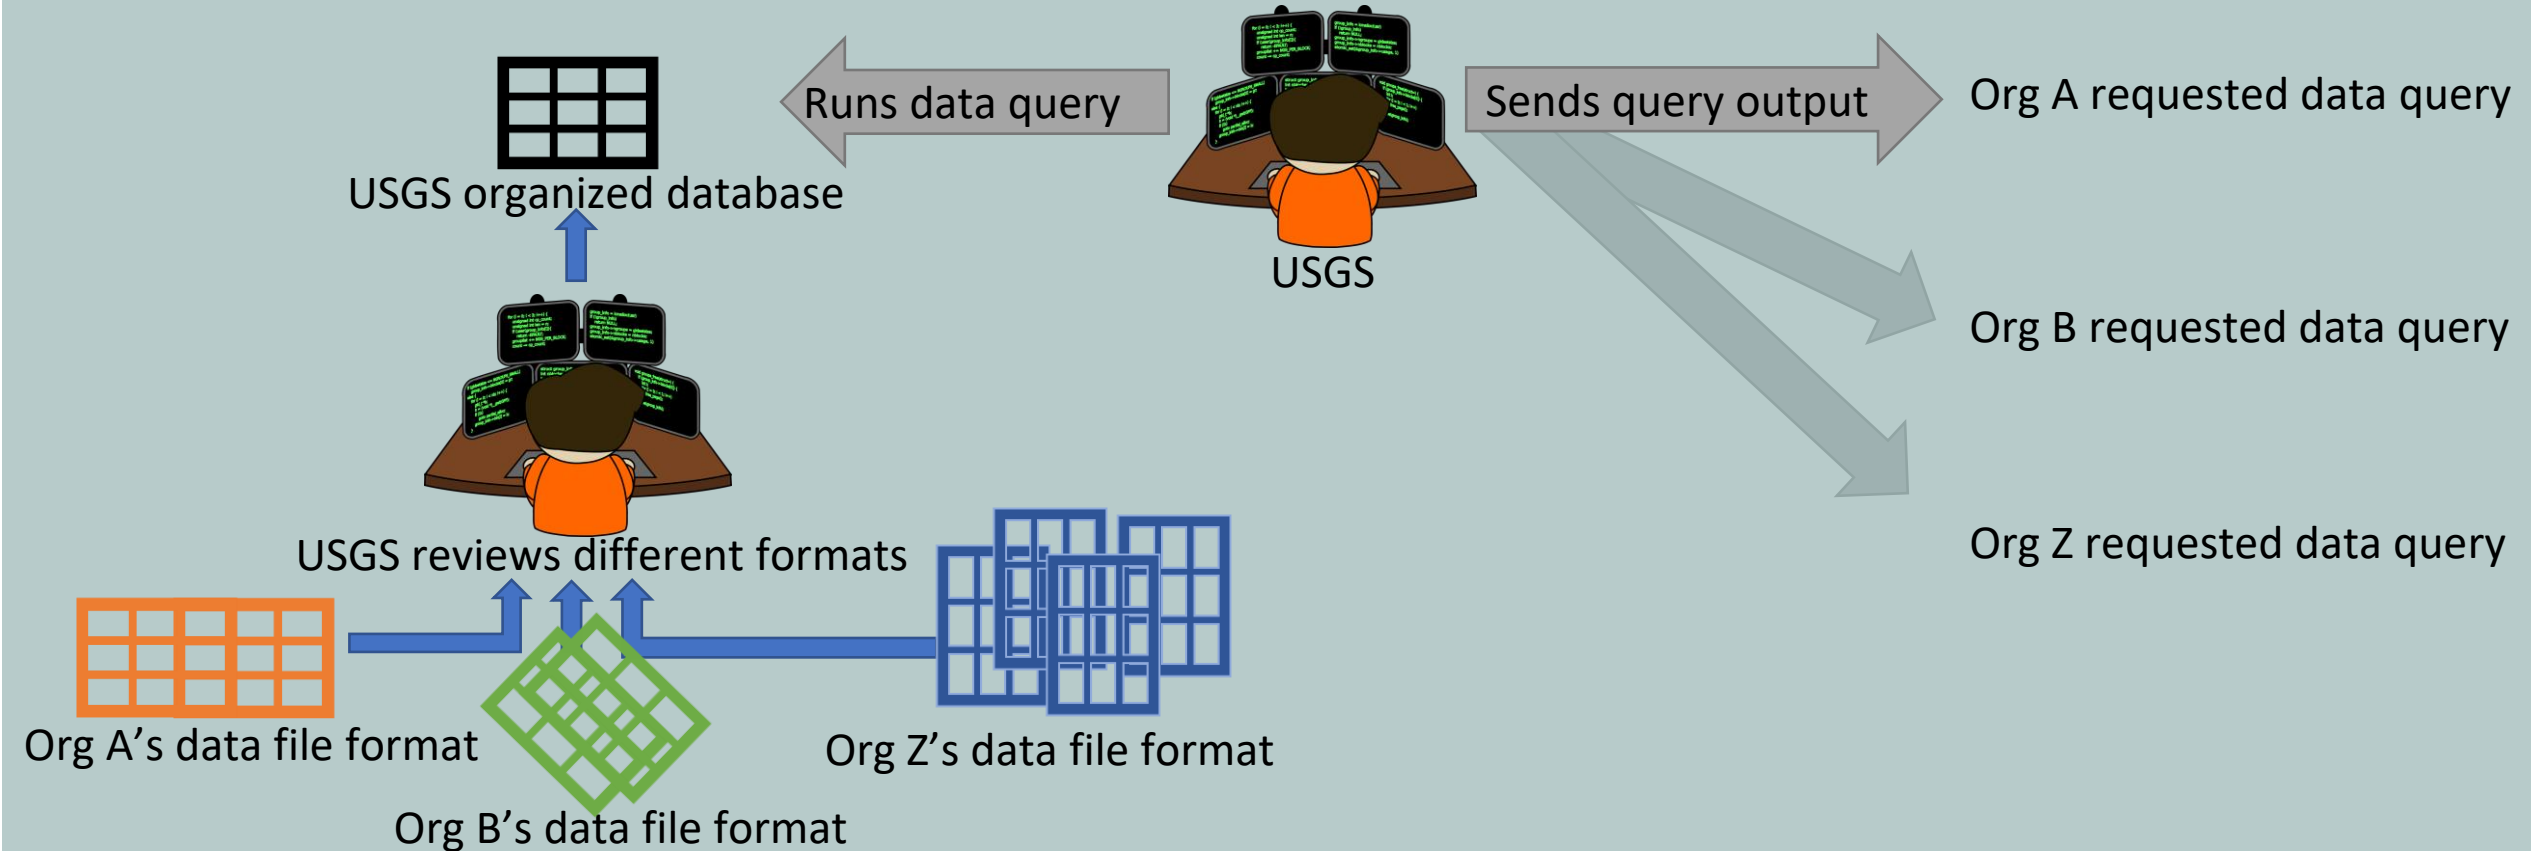 Runs data query
Sends query output
Org A requested data query
USGS organized database
USGS
Org B requested data query
USGS reviews different formats
Org Z requested data query
Org A’s data file format
Org Z’s data file format
Org B’s data file format